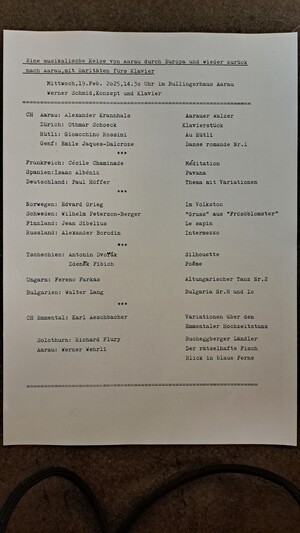 Eine musikalische Reise von Aarau durch Europa und wieder zurück
nach Aarau,mit Raritäten fürs Klavier
Mittwoch,19.Feb. 2025,14.30 Uhr im Bullingerhaus Aarau
Werner Schmid,Konzept und Klavier
CH Aarau: Alexander Krannhals Aarauer Walzer
Zürich: Othmar Schoeck Klavierstück
Rütli: Gioacchino Rossini Au Rütli
Genf: Emile Jaques-Dalcroze Danse romande Nr.1
***
Frankreich: Cécile Chaminade Méditation
Spanien:Isaac Albéniz Pavana
Deutschland: Paul Höffer Thema mit Variationen
***
Norwegen: Edvard Grieg Im Volkston
Schweden: Wilhelm Peterson-Berger "Gruss" aus "Frösöblomster"
Finnland: Jean Sibelius Le sapin
Russland: Alexander Borodin Intermezzo
***
Tschechien: Antonin Dvořák Silhouette
Zdeněk Fibich Poème
Ungarn: Ferenc Farkas Altungarischer Tanz Nr.2
Bulgarien: Walter Lang Bulgaria Nr.8 und 10
***
CH Emmental: Karl Aeschbacher Variationen über den
Emmentaler Hochzeitstanz
Solothurn: Richard Flury Bucheggberger Ländler
Aarau: Werner Wehrli Der rätselhafte Fisch
Blick in blaue Ferne